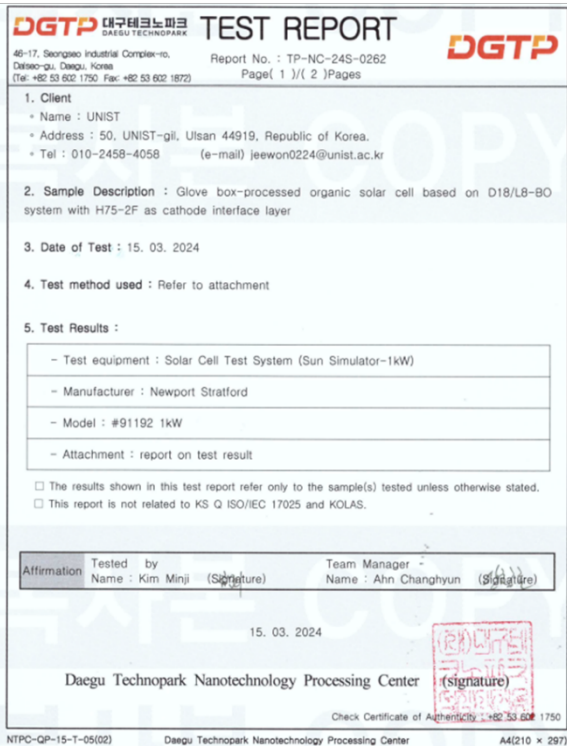 DGTP 대구테크노파크
DAEGU TECHNOPARK
TEST REPORT
DGTP
46-17, Seongseo Industrial Complex-ro,
Dalseo-gu, Daegu, Korea
(Tel: +82 53 602 1750 Fax: +82 53 602 1872)
Report No. : TP-NC-24S-0262
Page( 1 )/( 2 )Pages
1. Client
• Name : UNIST
• Address : 50, UNIST-gil, Ulsan 44919, Republic of Korea.
• Tel : 010-2458-4058 (e-mail) jeewon0224@unist.ac.kr
2. Sample Description : Glove box-processed organic solar cell based on D18/L8-BO
system with H75-2F as cathode interface layer
3. Date of Test : 15. 03. 2024
4. Test method used : Refer to attachment
5. Test Results :
- Test equipment : Solar Cell Test System (Sun Simulator-1kW)
- Manufacturer : Newport Stratford
- Model : #91192 1kW
- Attachment : report on test result
□ The results shown in this test report refer only to the sample(s) tested unless otherwise stated.
□ This report is not related to KS Q ISO/IEC 17025 and KOLAS.
Affirmation
Tested by
Name : Kim Minji (Signature)
Team Manager
Name : Ahn Changhyun (Signature)
15. 03. 2024
Daegu Technopark Nanotechnology Processing Center (signature)
Check Certificate of Authenticity : +82 53 602 1750
NTPC-QP-15-T-05(02) Daegu Technopark Nanotechnology Processing Center A4(210 × 297)
복사본 COPY